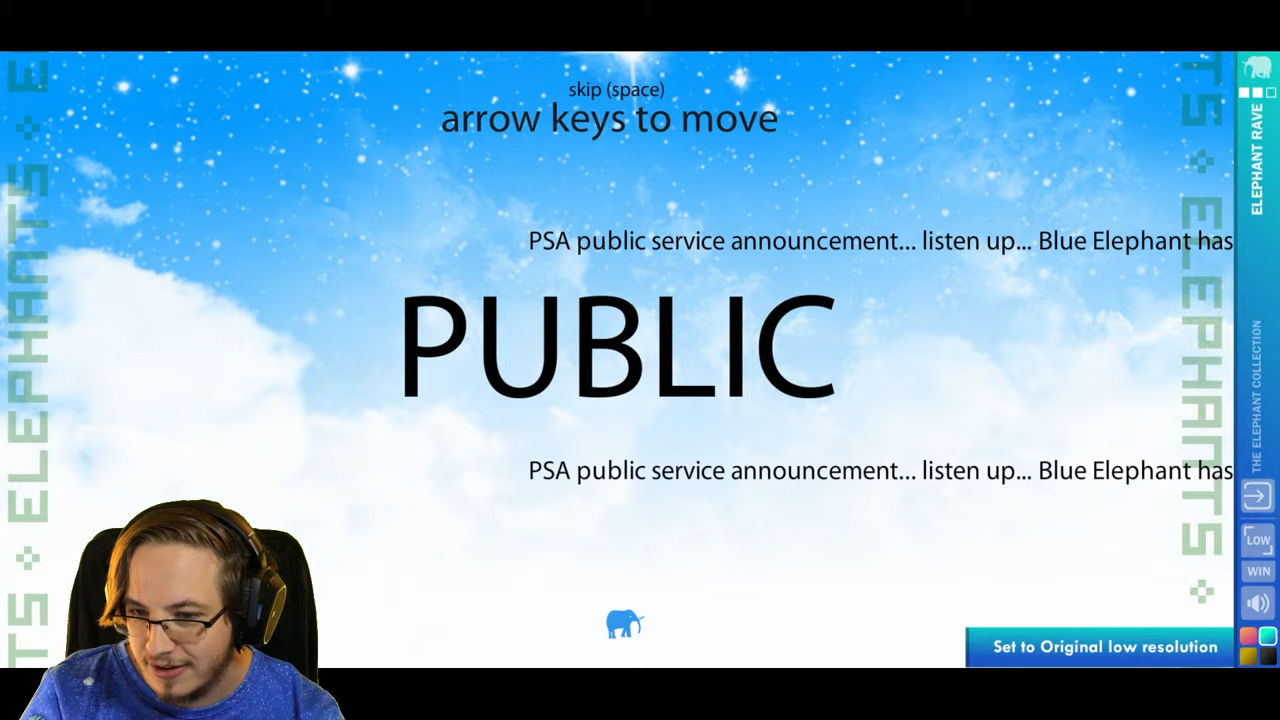 skip (space)
arrow keys to move
PSA public service announcement... listen up... Blue Elephant has
PUBLIC
PSA public service announcement... listen up... Blue Elephant has
Set to Original low resolution
TS ❖ ELEPHANTS ❖ E
TS ❖ ELEPHANTS ❖
ELEPHANT RAVE
THE ELEPHANT COLLECTION
LOW
WIN